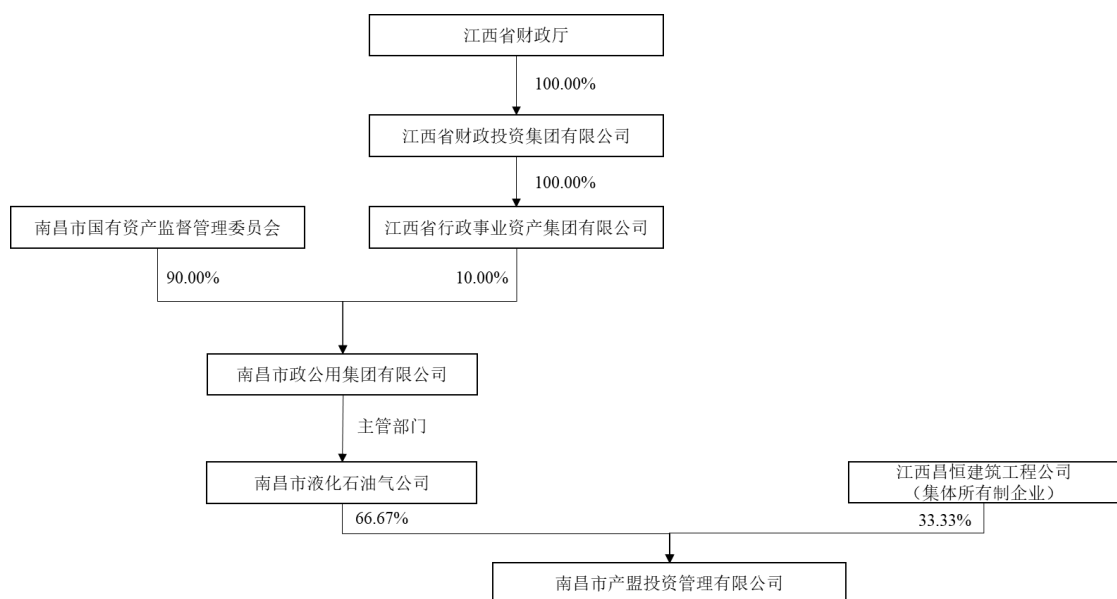 江西省财政厅
100.00%
江西省财政投资集团有限公司
100.00%
南昌市国有资产监督管理委员会
江西省行政事业资产集团有限公司
90.00%
10.00%
南昌市政公用集团有限公司
主管部门
南昌市液化石油气公司
江西昌恒建筑工程公司
（集体所有制企业）
66.67%
33.33%
南昌市产盟投资管理有限公司